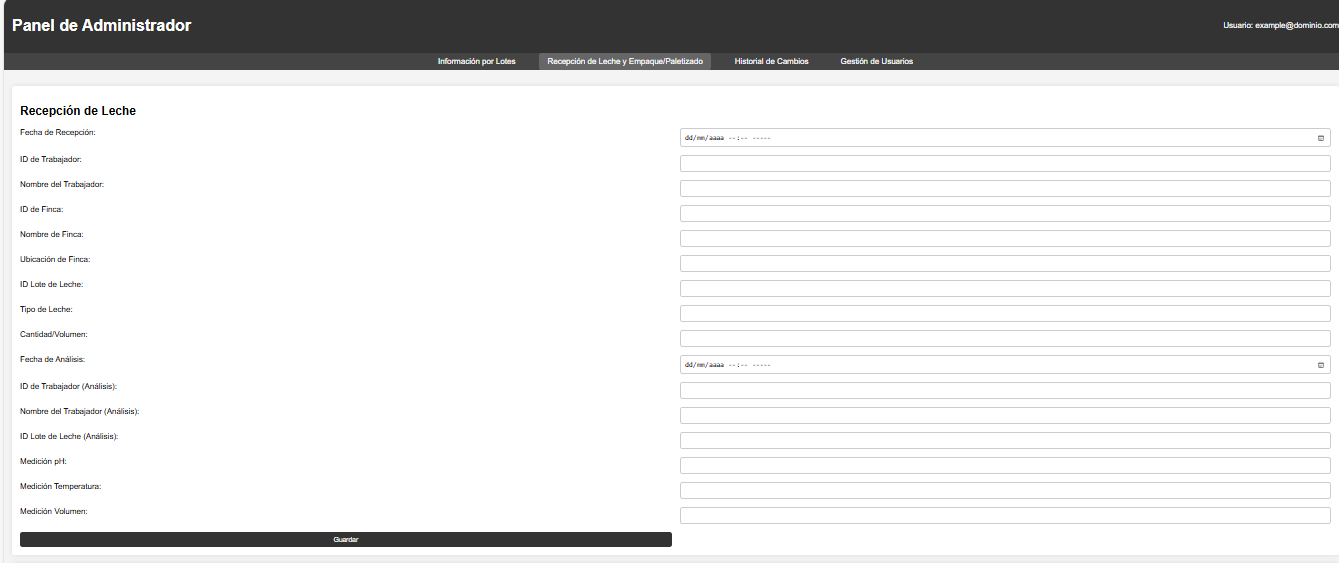 Panel de Administrador
Usuario: example@dominio.com
Información por Lotes
Recepción de Leche y Empaque/Paletizado
Historial de Cambios
Gestión de Usuarios
Recepción de Leche
Fecha de Recepción:
dd/mm/aaaa --:-- -----
ID de Trabajador:
Nombre del Trabajador:
ID de Finca:
Nombre de Finca:
Ubicación de Finca:
ID Lote de Leche:
Tipo de Leche:
Cantidad/Volumen:
Fecha de Análisis:
dd/mm/aaaa --:-- -----
ID de Trabajador (Análisis):
Nombre del Trabajador (Análisis):
ID Lote de Leche (Análisis):
Medición pH:
Medición Temperatura:
Medición Volumen:
Guardar